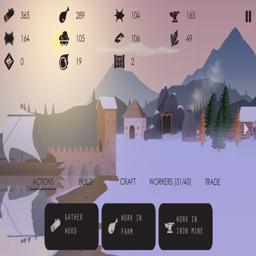 365 289 104 165
164 105 106 49
0 19 2
ACTIONS BUILD CRAFT WORKERS (31/40) TRADE
GATHER WOOD
WORK IN FARM
WORK IN IRON MINE